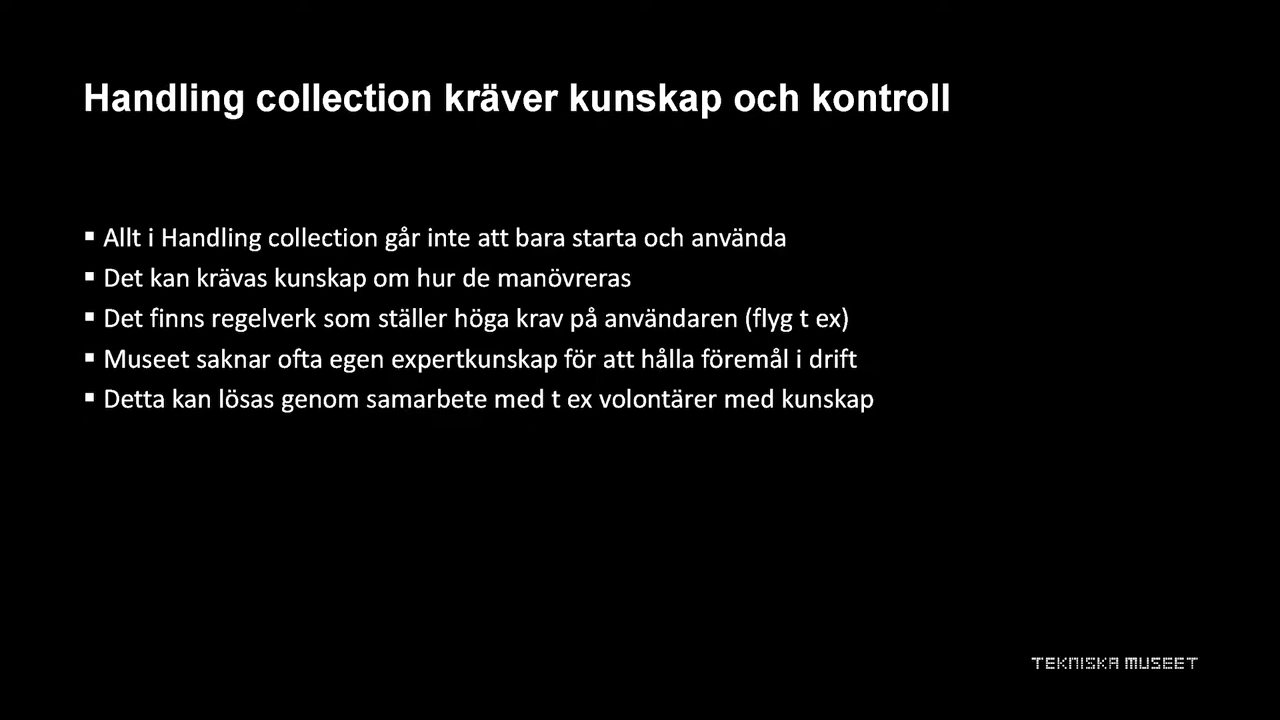 Handling collection kräver kunskap och kontroll
▪ Allt i Handling collection går inte att bara starta och använda
▪ Det kan krävas kunskap om hur de manövreras
▪ Det finns regelverk som ställer höga krav på användaren (flyg t ex)
▪ Museet saknar ofta egen expertkunskap för att hålla föremål i drift
▪ Detta kan lösas genom samarbete med t ex volontärer med kunskap
TEKNISKA MUSEET